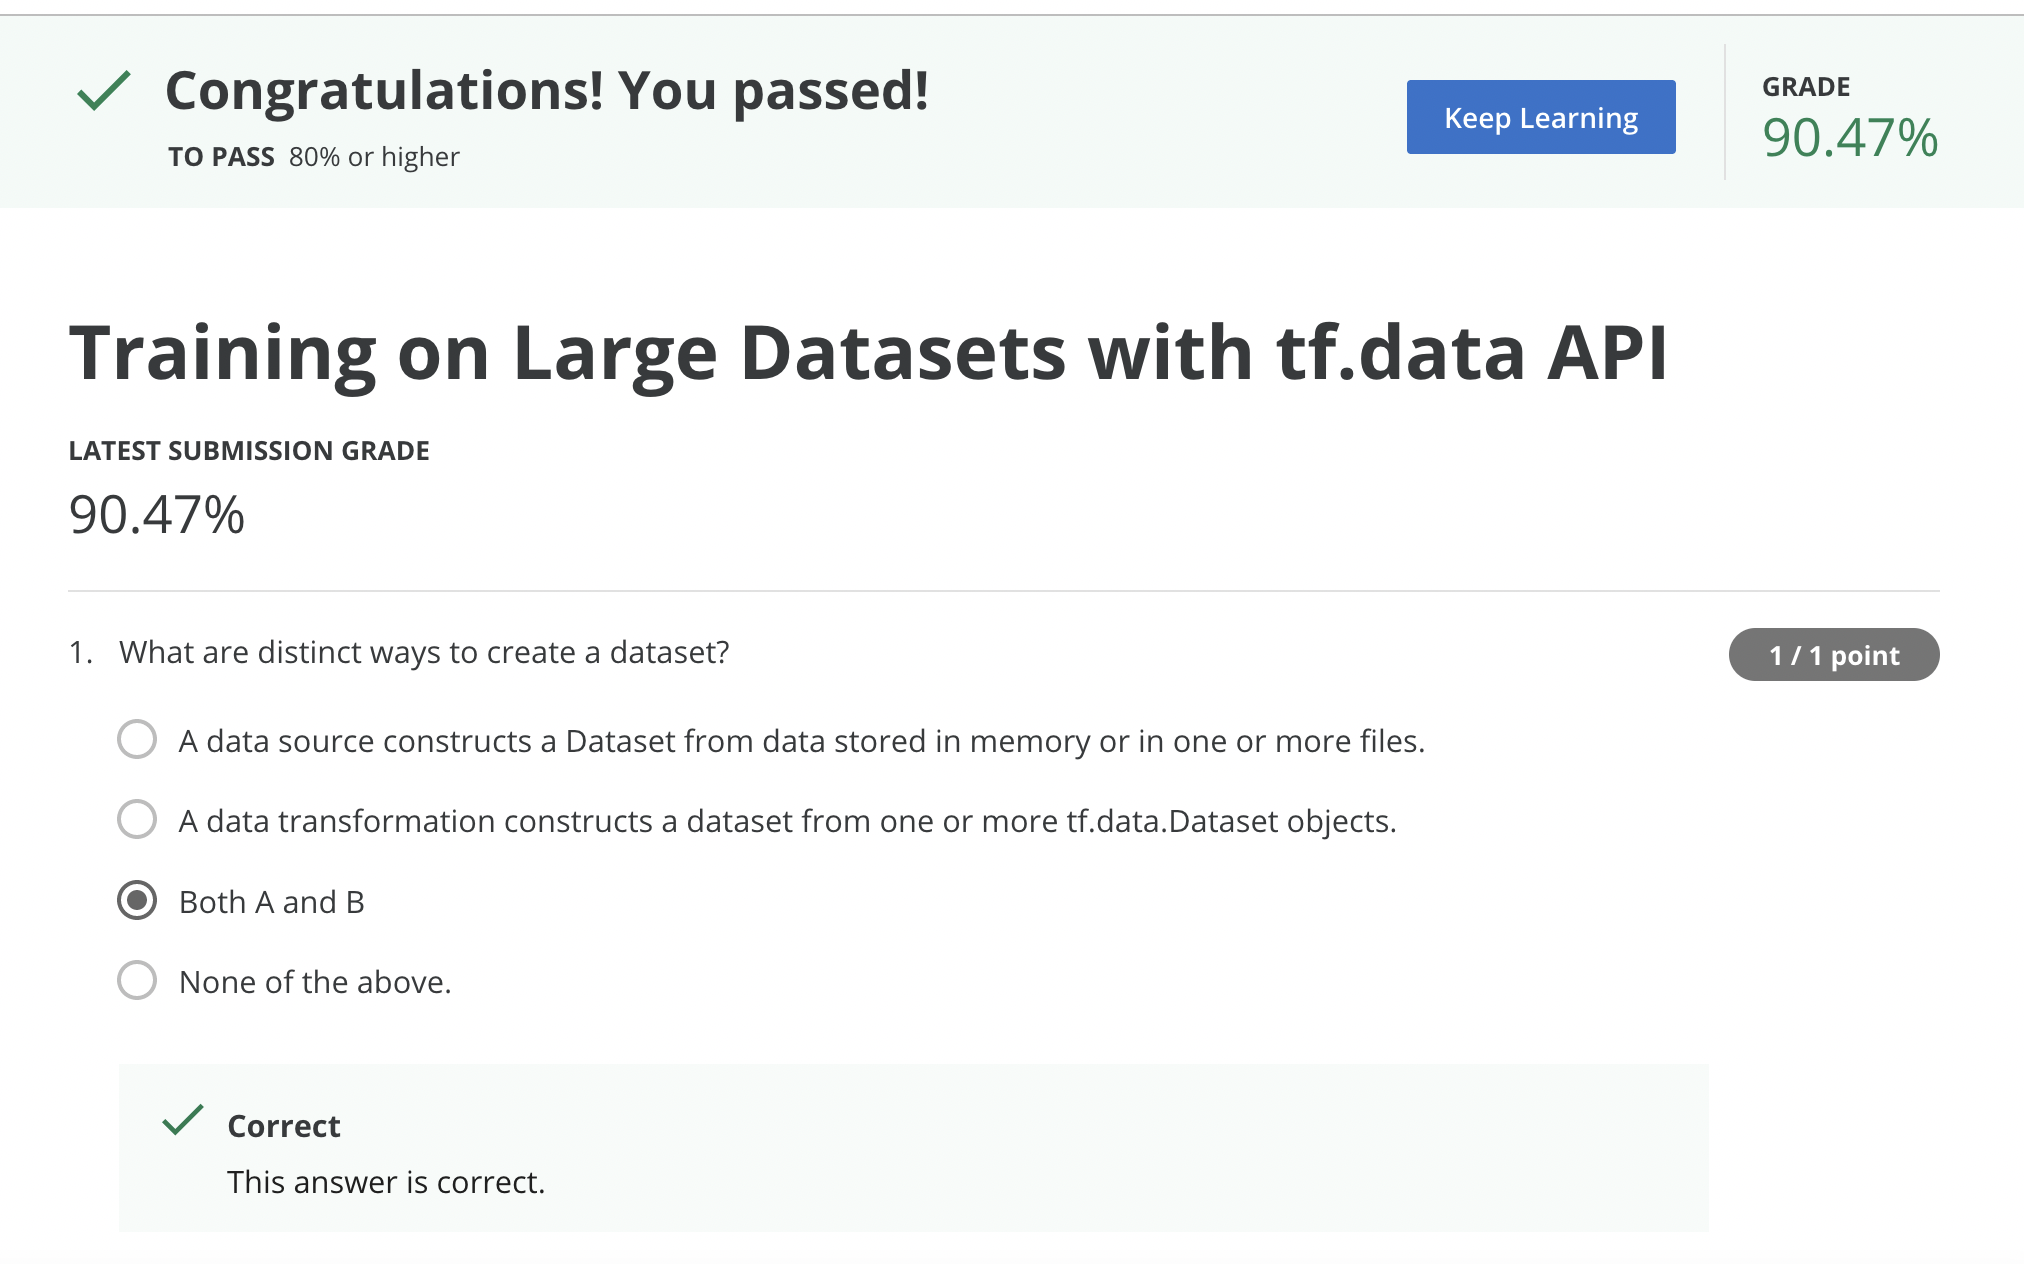 Congratulations! You passed!
TO PASS 80% or higher
Keep Learning
GRADE
90.47%
Training on Large Datasets with tf.data API
LATEST SUBMISSION GRADE
90.47%
1. What are distinct ways to create a dataset?
1 / 1 point
A data source constructs a Dataset from data stored in memory or in one or more files.
A data transformation constructs a dataset from one or more tf.data.Dataset objects.
Both A and B
None of the above.
Correct
This answer is correct.